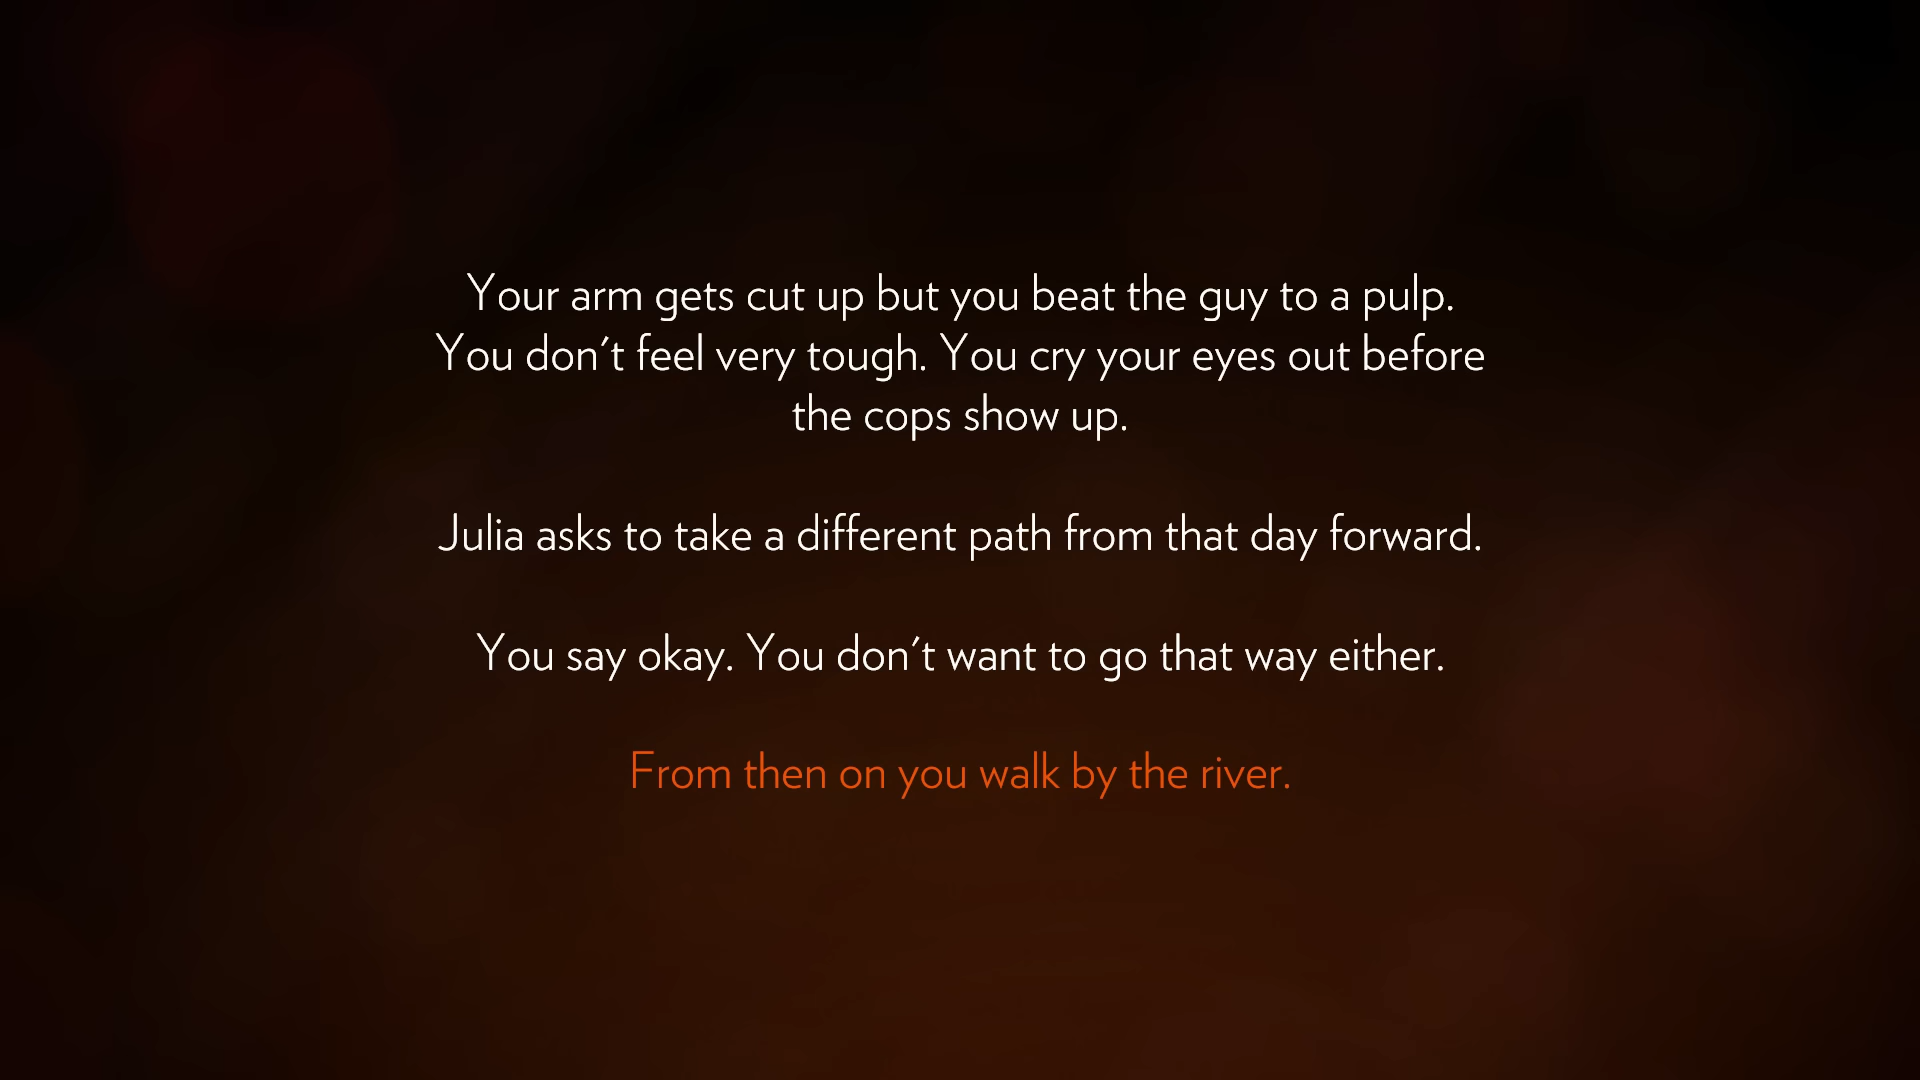 Your arm gets cut up but you beat the guy to a pulp.
You don't feel very tough. You cry your eyes out before
the cops show up.
Julia asks to take a different path from that day forward.
You say okay. You don't want to go that way either.
From then on you walk by the river.